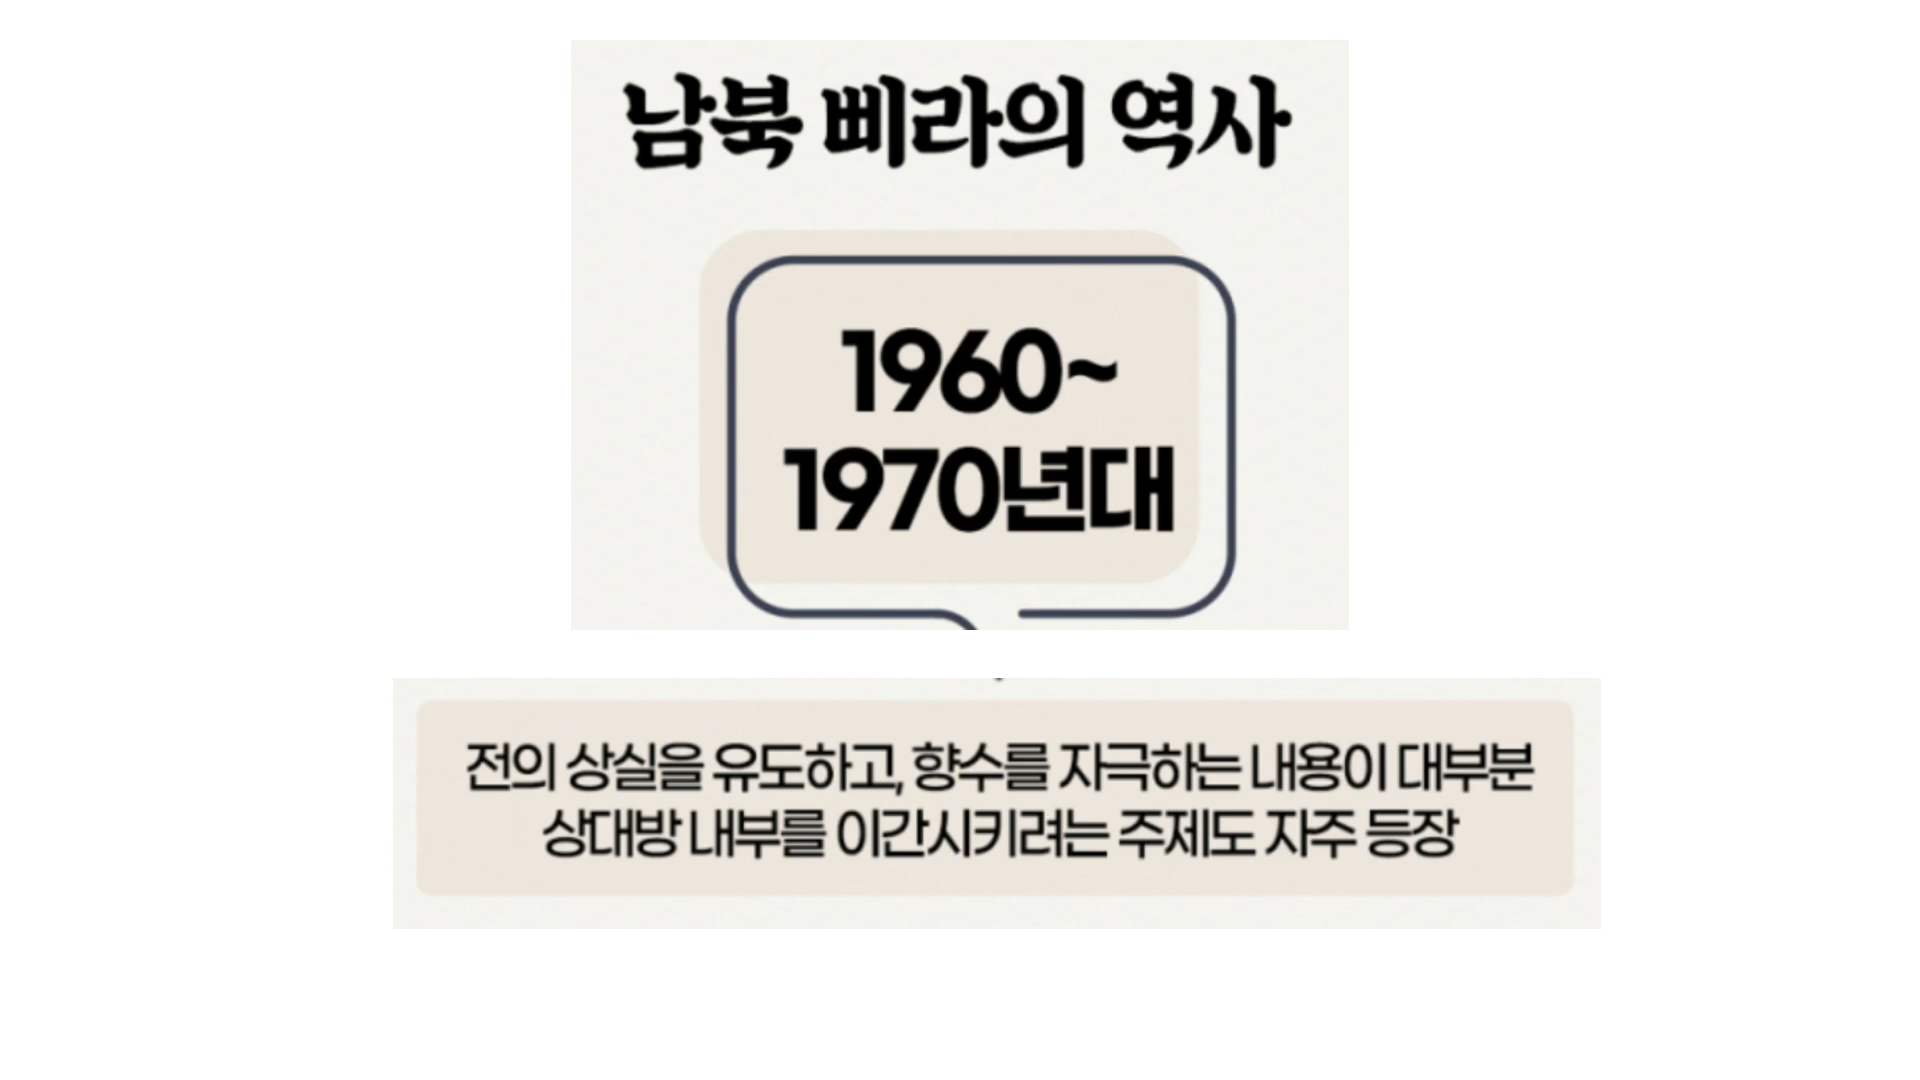 남북 삐라의 역사
1960~
1970년대
전의 상실을 유도하고, 향수를 자극하는 내용이 대부분
상대방 내부를 이간시키려는 주제도 자주 등장